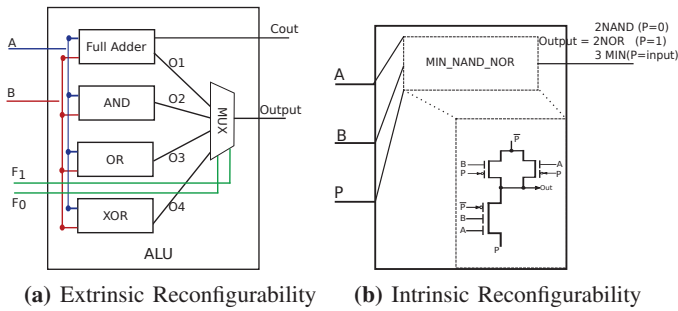 A
B
F1
F0
Full Adder
AND
OR
XOR
O1
O2
O3
O4
MUX
Cout
Output
ALU
(a) Extrinsic Reconfigurability
A
B
P
MIN_NAND_NOR
2NAND (P=0)
Output = 2NOR (P=1)
3 MIN(P=input)
P̅
B
P
A
P
Out
P̅
B
A
P
(b) Intrinsic Reconfigurability